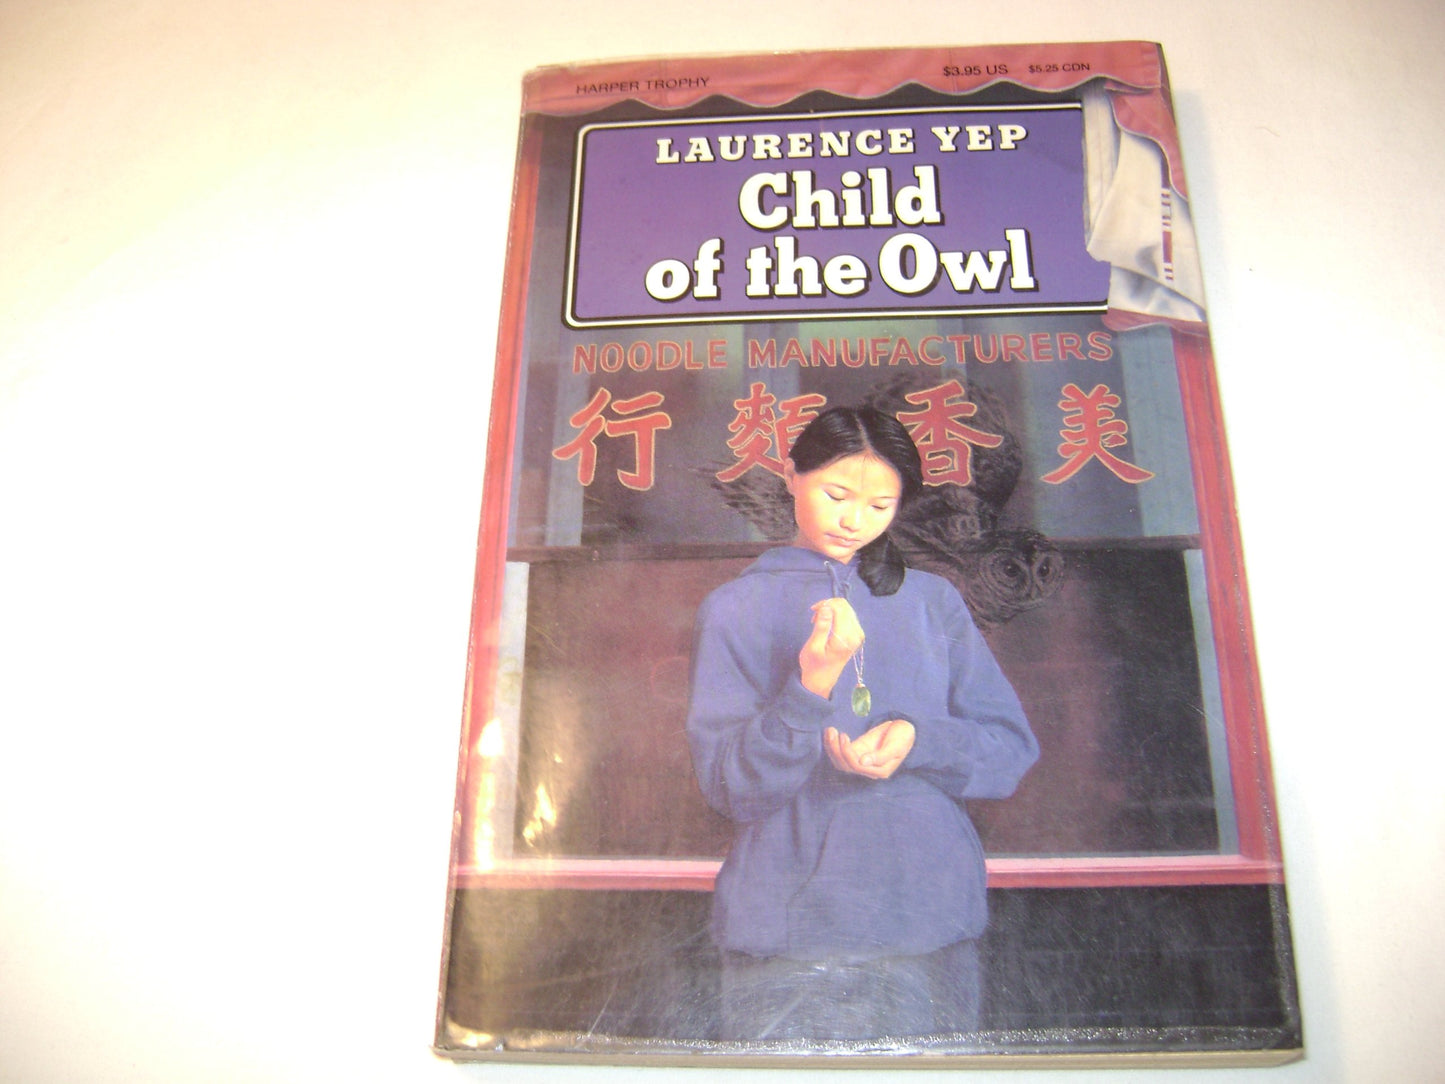 HARPER TROPHY $3.95 US $5.25 CDN
LAURENCE YEP
Child
of the Owl
NOODLE MANUFACTURERS
行 香 美